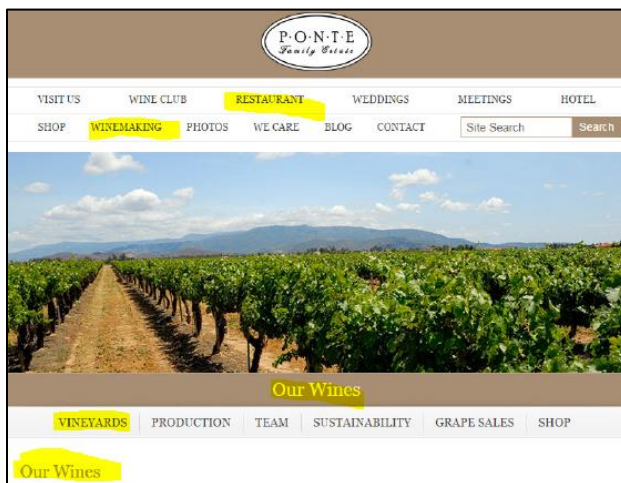 P·O·N·T·E
Family Estate
VISIT US WINE CLUB RESTAURANT WEDDINGS MEETINGS HOTEL
SHOP WINEMAKING PHOTOS WE CARE BLOG CONTACT Site Search Search
Our Wines
VINEYARDS PRODUCTION TEAM SUSTAINABILITY GRAPE SALES SHOP
Our Wines